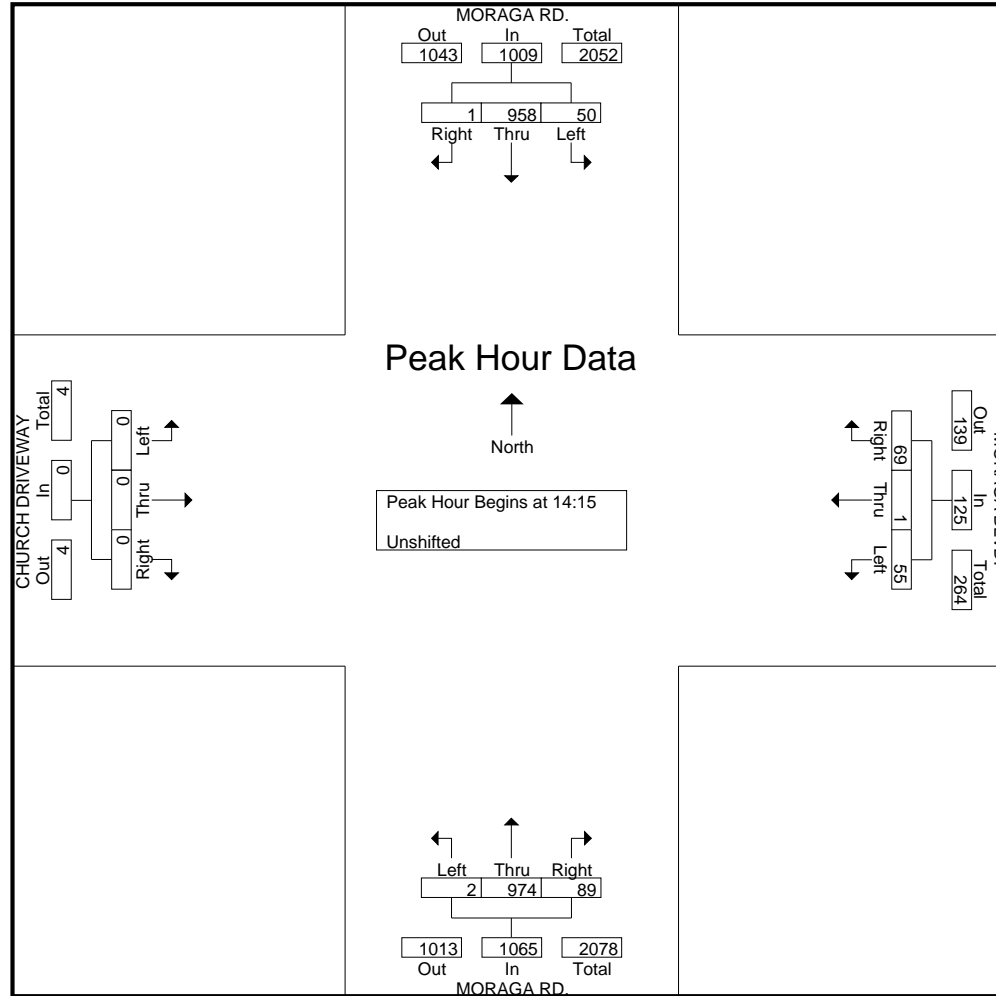 MORAGA RD.
Out In Total
1043 1009 2052
1 958 50
Right Thru Left
Peak Hour Data
North
Peak Hour Begins at 14:15
Unshifted
CHURCH DRIVEWAY
Total In Out
4 0 4
0 0 0
Left Thru Right
Right Thru Left
69 1 55
139 125 264
Out In Total
Left Thru Right
2 974 89
1013 1065 2078
Out In Total
MORAGA RD.